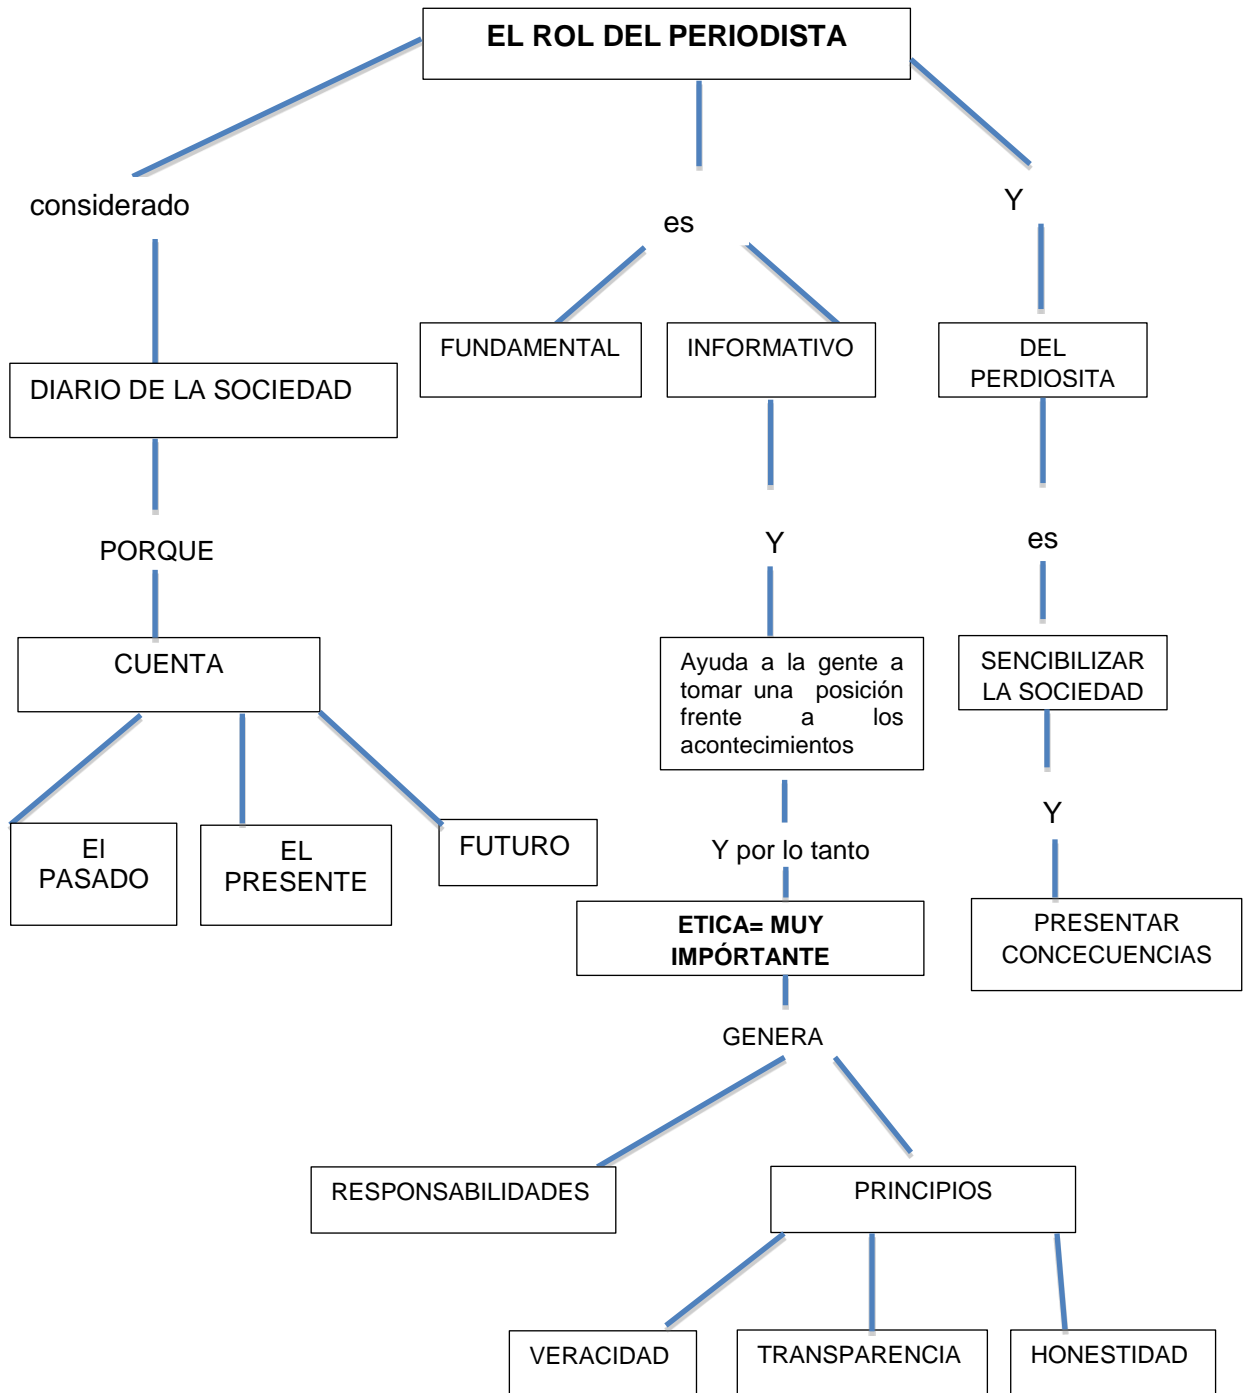 EL ROL DEL PERIODISTA
considerado
es
Y
FUNDAMENTAL
INFORMATIVO
DEL
PERDIOSITA
DIARIO DE LA SOCIEDAD
PORQUE
Y
es
CUENTA
Ayuda a la gente a
tomar una posición
frente a los
acontecimientos
SENCIBILIZAR
LA SOCIEDAD
El
PASADO
EL
PRESENTE
FUTURO
Y por lo tanto
Y
ETICA= MUY
IMPÓRTANTE
PRESENTAR
CONCECUENCIAS
GENERA
RESPONSABILIDADES
PRINCIPIOS
VERACIDAD
TRANSPARENCIA
HONESTIDAD